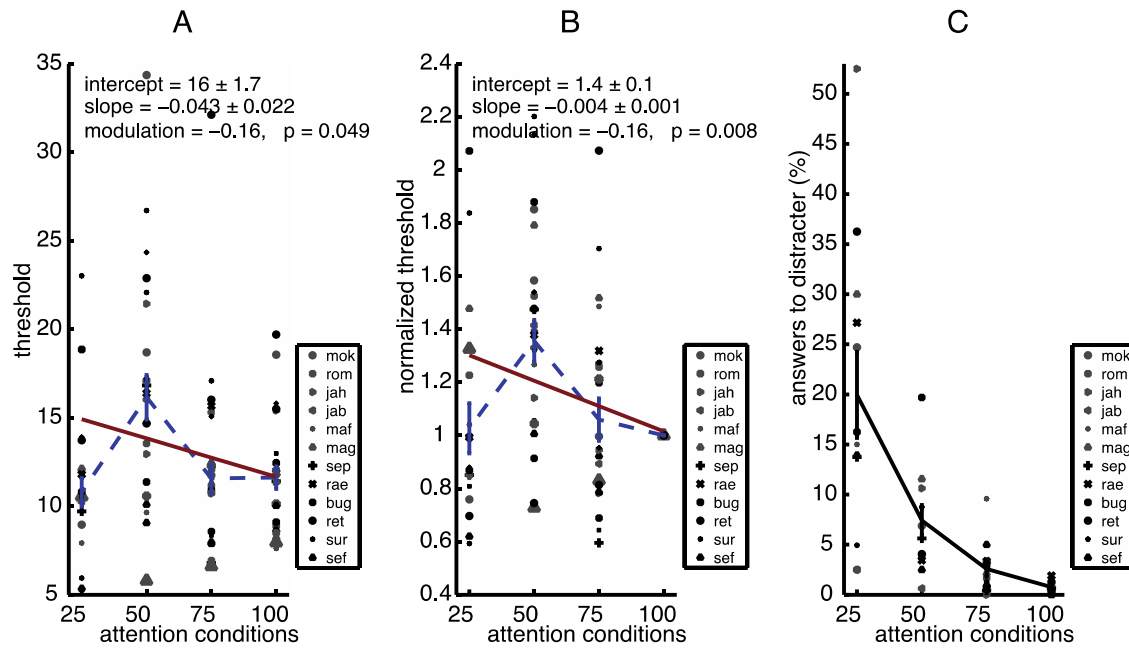 A
35
30
25
20
15
10
5
threshold
intercept = 16 ± 1.7
slope = −0.043 ± 0.022
modulation = −0.16, p = 0.049
25 50 75 100
attention conditions
mok
rom
jah
jab
maf
mag
sep
rae
bug
ret
sur
sef
B
2.4
2.2
2
1.8
1.6
1.4
1.2
1
0.8
0.6
0.4
normalized threshold
intercept = 1.4 ± 0.1
slope = −0.004 ± 0.001
modulation = −0.16, p = 0.008
25 50 75 100
attention conditions
mok
rom
jah
jab
maf
mag
sep
rae
bug
ret
sur
sef
C
50
45
40
35
30
25
20
15
10
5
0
answers to distracter (%)
25 50 75 100
attention conditions
mok
rom
jah
jab
maf
mag
sep
rae
bug
ret
sur
sef